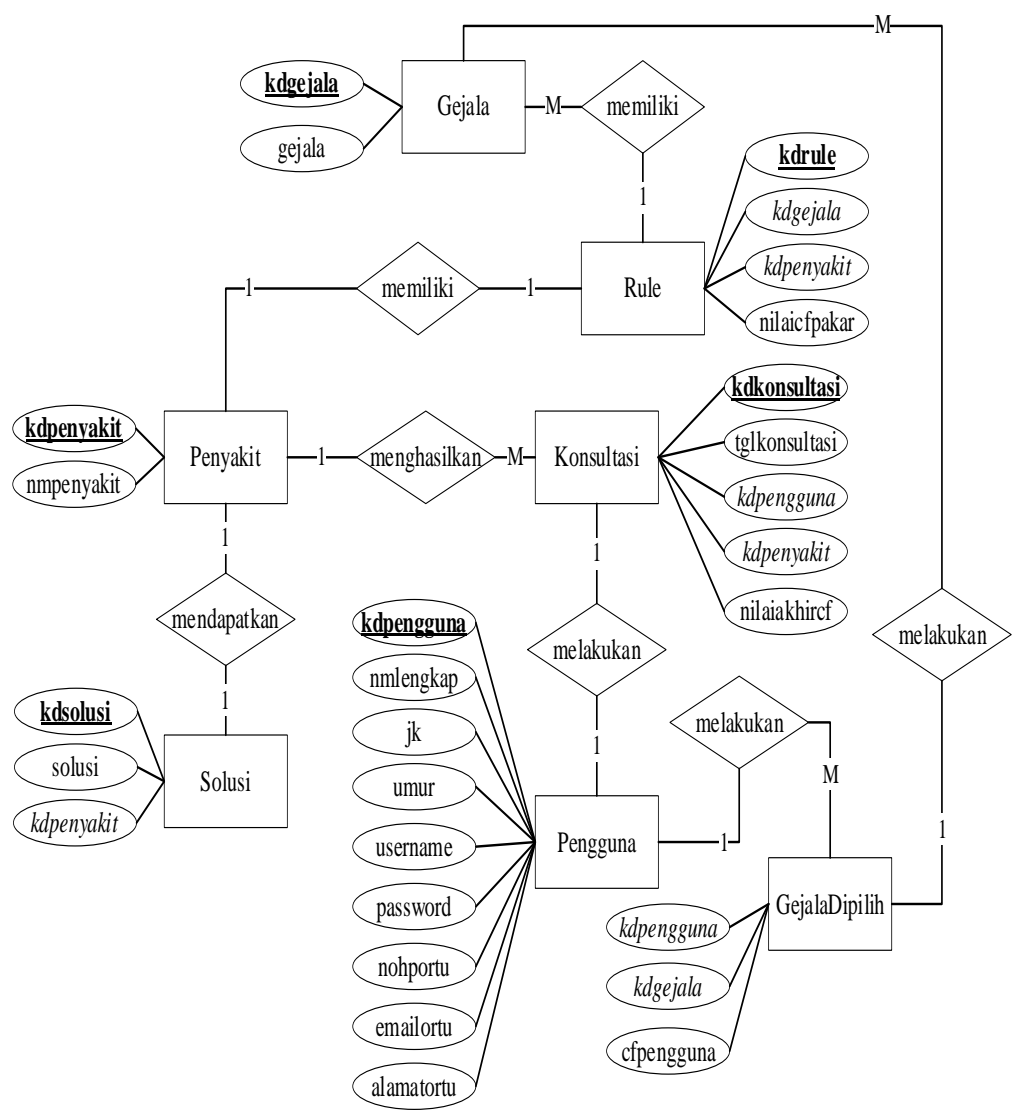 M
kdgejala
gejala
Gejala
M
memiliki
1
kdrule
kdgejala
kdpenyakit
nilaicfpakar
Rule
1
memiliki
1
kdpenyakit
nmpenyakit
Penyakit
1
menghasilkan
M
Konsultasi
kdkonsultasi
tglkonsultasi
kdpengguna
kdpenyakit
nilaiakhircf
1
mendapatkan
1
kdsolusi
solusi
kdpenyakit
Solusi
1
melakukan
1
kdpengguna
nmlengkap
jk
umur
username
password
nohportu
emailortu
alamatortu
Pengguna
1
melakukan
M
melakukan
1
GejalaDipilih
kdpengguna
kdgejala
cfpengguna